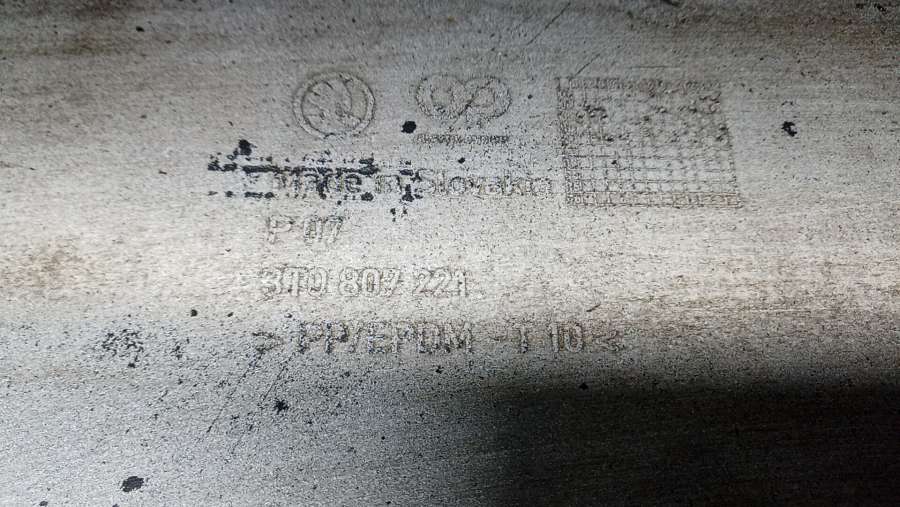 Made in Slovakia
P 07
3T0 807 221
>PP/EPDM -T 10<